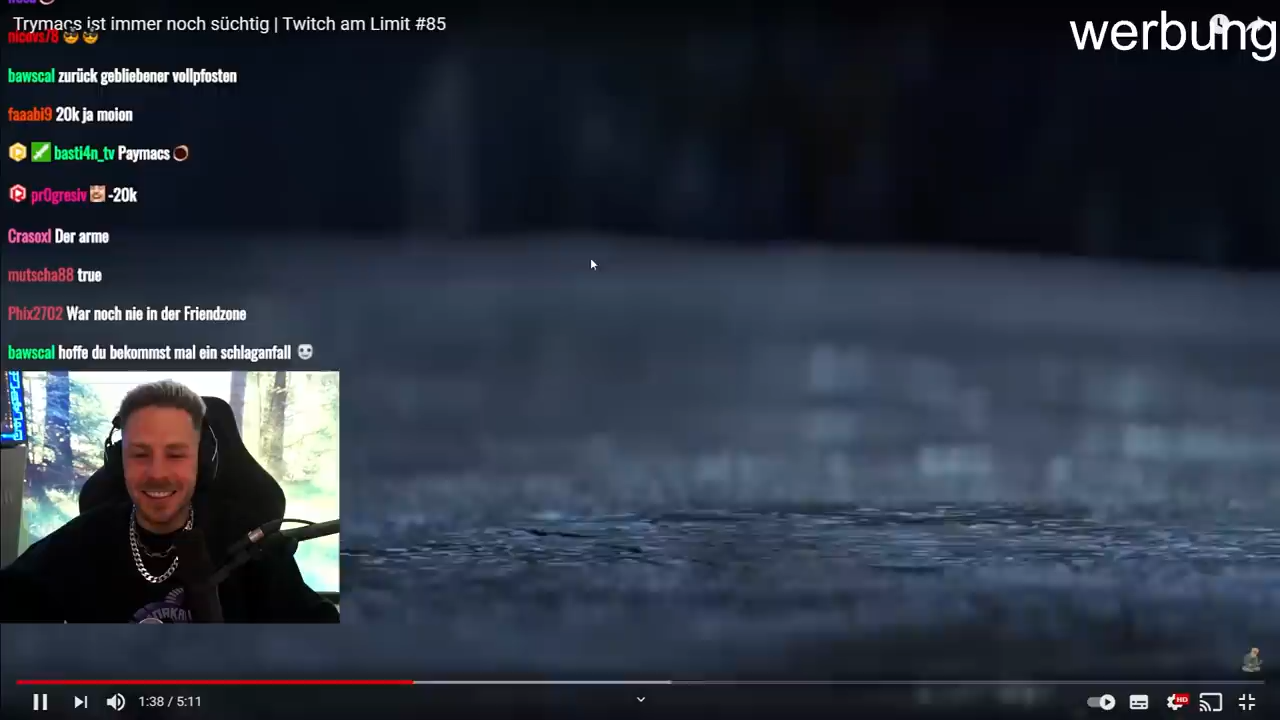 Trymacs ist immer noch süchtig | Twitch am Limit #85
werbung
nicovs78
bawscal zurück gebliebener vollpfosten
faaabi9 20k ja moion
basti4n_tv Paymacs
pr0gresiv -20k
Crasoxl Der arme
mutscha88 true
Phix2702 War noch nie in der Friendzone
bawscal hoffe du bekommst mal ein schlaganfall
1:38 / 5:11
HD